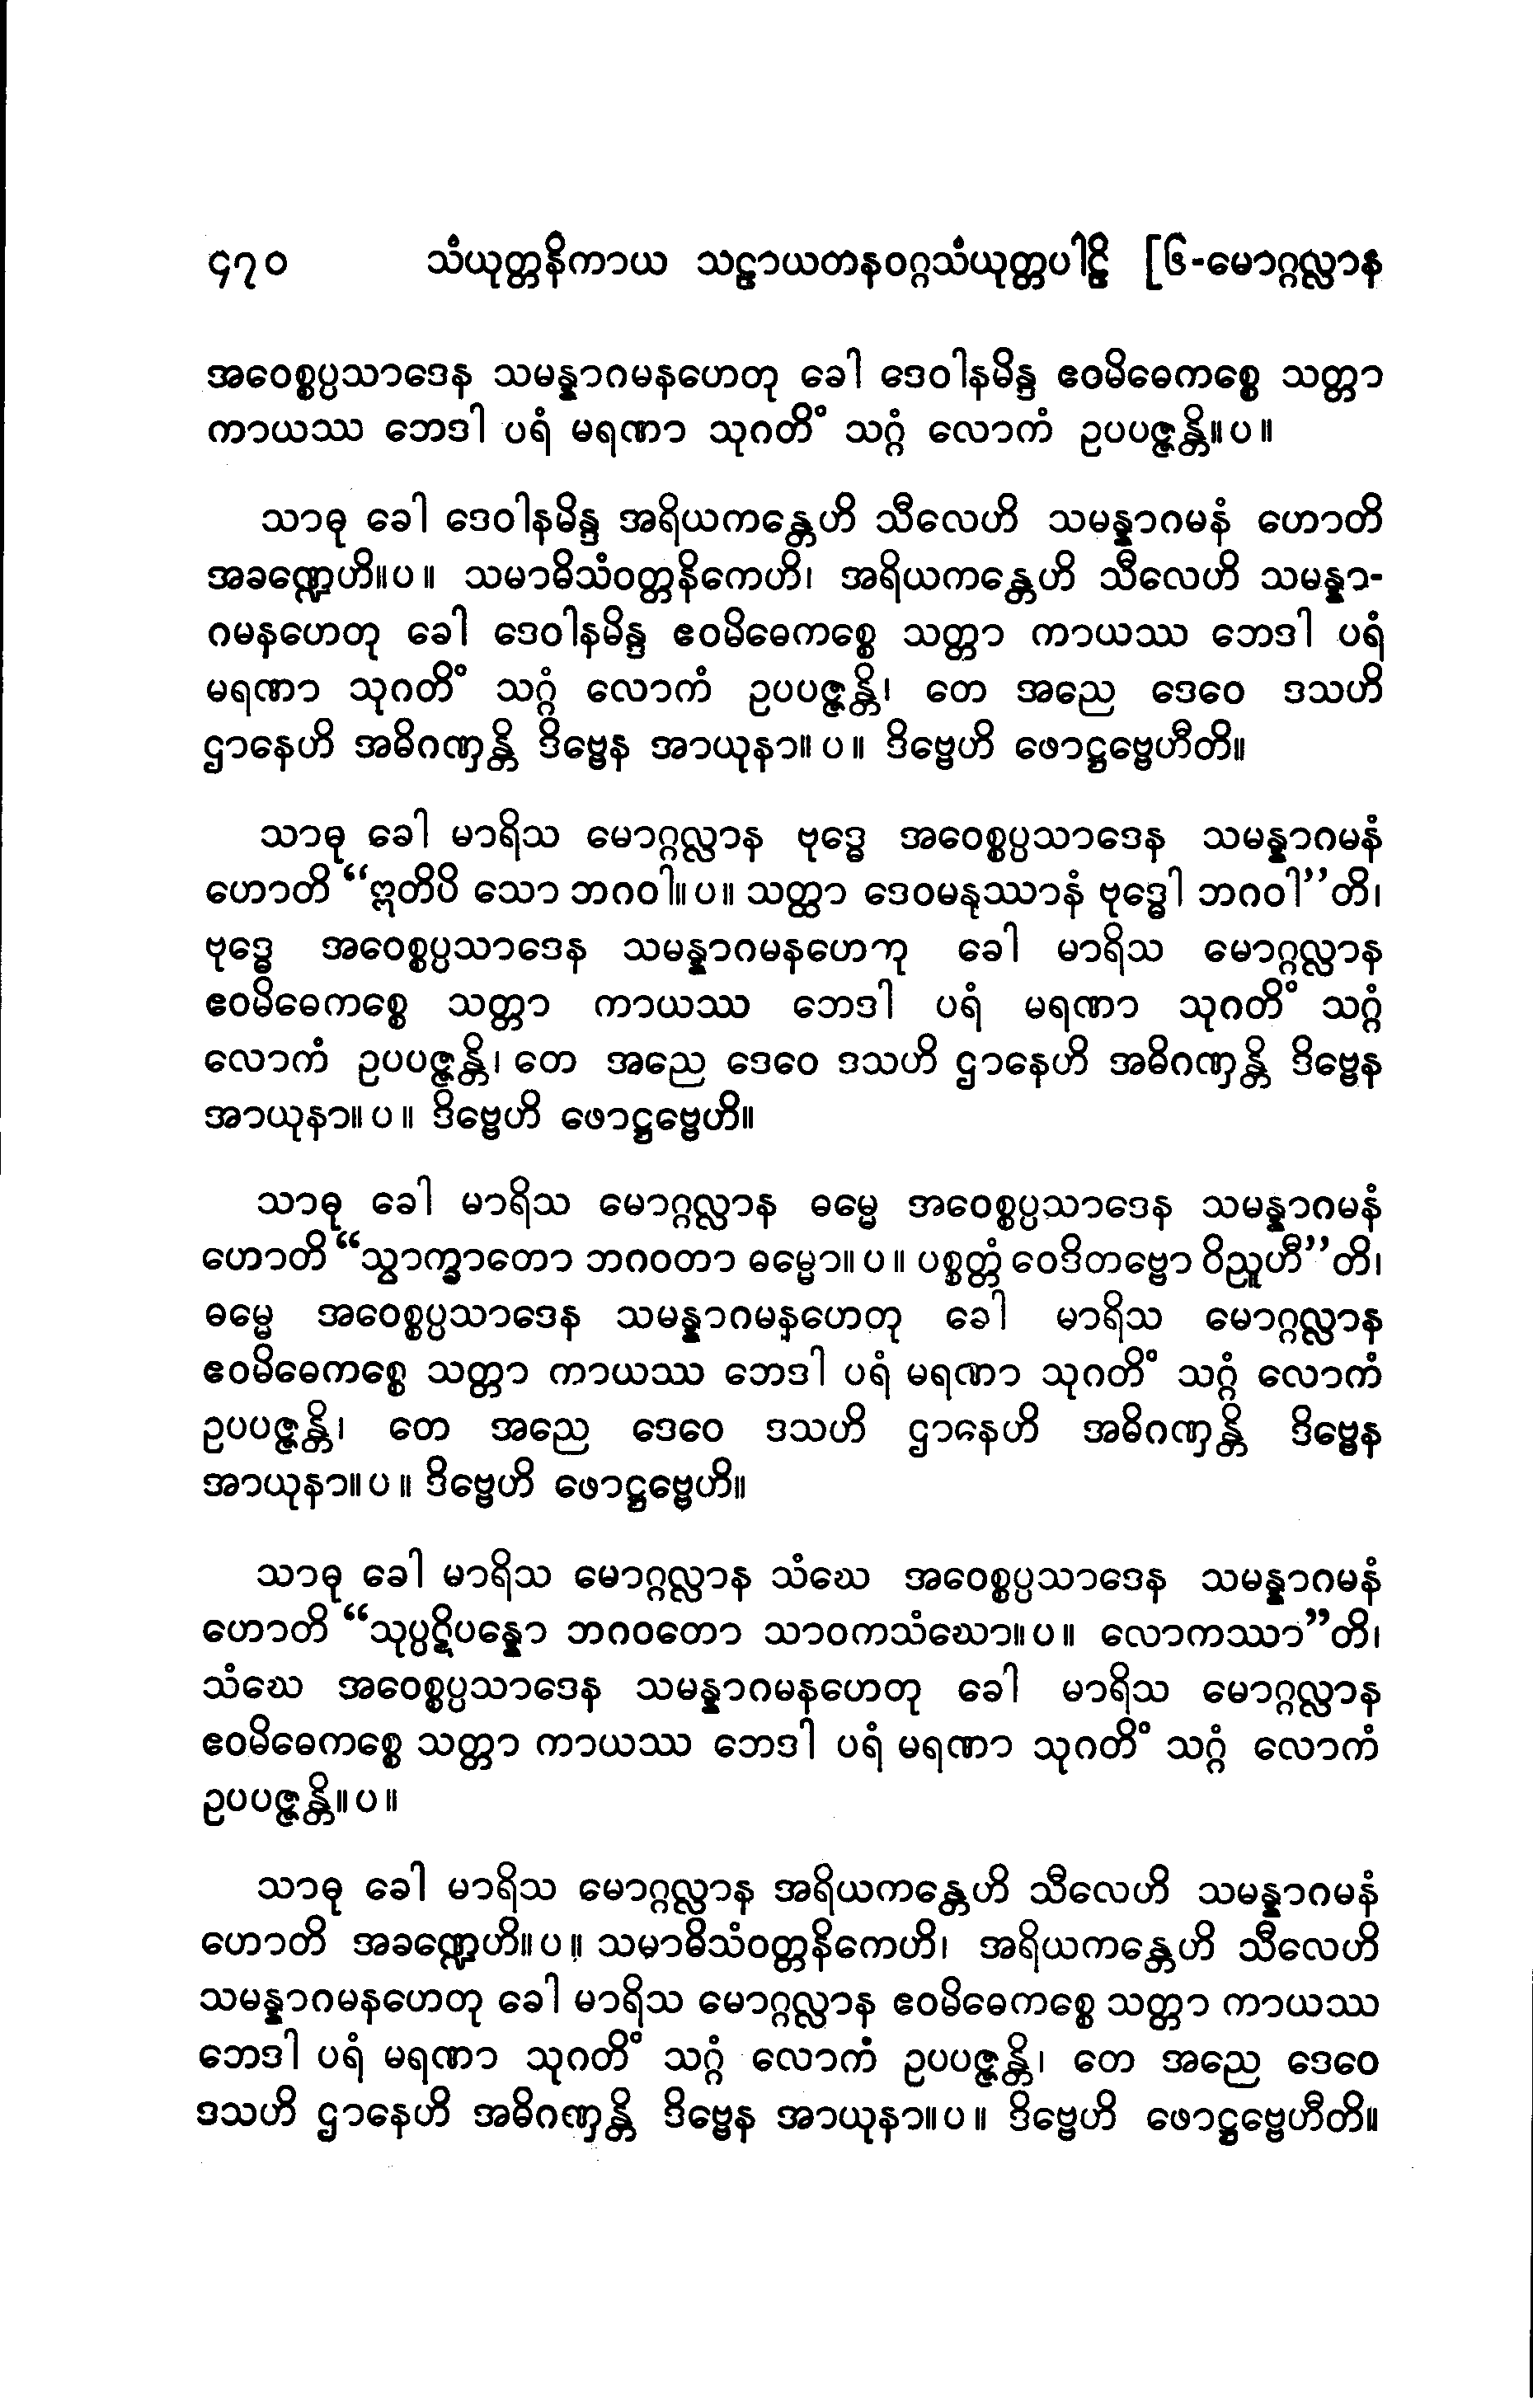 ၄၇၀ သံယုတ္တနိကာယ သဠာယတနဝဂ္ဂသံယုတ္တပါဠိ [၆-မောဂ္ဂလ္လာန
အဝေစ္စပ္ပသာဒေန သမန္နာဂမနဟေတု ခေါ ဒေဝါနမိန္ဒ ဧဝမိဓေကစ္စေ သတ္တာ
ကာယဿ ဘေဒါ ပရံ မရဏာ သုဂတိံ သဂ္ဂံ လောကံ ဥပပဇ္ဇန္တိ။ပ။
သာဓု ခေါ ဒေဝါနမိန္ဒ အရိယကန္တေဟိ သီလေဟိ သမန္နာဂမနံ ဟောတိ
အခဏ္ဍေဟိ။ပ။ သမာဓိသံဝတ္တနိကေဟိ၊ အရိယကန္တေဟိ သီလေဟိ သမန္နာ-
ဂမနဟေတု ခေါ ဒေဝါနမိန္ဒ ဧဝမိဓေကစ္စေ သတ္တာ ကာယဿ ဘေဒါ ပရံ
မရဏာ သုဂတိံ သဂ္ဂံ လောကံ ဥပပဇ္ဇန္တိ၊ တေ အညေ ဒေဝေ ဒသဟိ
ဌာနေဟိ အဓိဂဏှန္တိ ဒိဗ္ဗေန အာယုနာ။ပ။ ဒိဗ္ဗေဟိ ဖောဋ္ဌဗ္ဗေဟီတိ။
သာဓု ခေါ မာရိသ မောဂ္ဂလ္လာန ဗုဒ္ဓေ အဝေစ္စပ္ပသာဒေန သမန္နာဂမနံ
ဟောတိ “ဣတိပိ သော ဘဂဝါ။ပ။ သတ္ထာ ဒေဝမနုဿာနံ ဗုဒ္ဓေါ ဘဂဝါ”တိ၊
ဗုဒ္ဓေ အဝေစ္စပ္ပသာဒေန သမန္နာဂမနဟေတု ခေါ မာရိသ မောဂ္ဂလ္လာန
ဧဝမိဓေကစ္စေ သတ္တာ ကာယဿ ဘေဒါ ပရံ မရဏာ သုဂတိံ သဂ္ဂံ
လောကံ ဥပပဇ္ဇန္တိ၊ တေ အညေ ဒေဝေ ဒသဟိ ဌာနေဟိ အဓိဂဏှန္တိ ဒိဗ္ဗေန
အာယုနာ။ပ။ ဒိဗ္ဗေဟိ ဖောဋ္ဌဗ္ဗေဟိ။
သာဓု ခေါ မာရိသ မောဂ္ဂလ္လာန ဓမ္မေ အဝေစ္စပ္ပသာဒေန သမန္နာဂမနံ
ဟောတိ “သွာက္ခာတော ဘဂဝတာ ဓမ္မော။ပ။ ပစ္စတ္တံ ဝေဒိတဗ္ဗော ဝိညူဟီ”တိ၊
ဓမ္မေ အဝေစ္စပ္ပသာဒေန သမန္နာဂမနဟေတု ခေါ မာရိသ မောဂ္ဂလ္လာန
ဧဝမိဓေကစ္စေ သတ္တာ ကာယဿ ဘေဒါ ပရံ မရဏာ သုဂတိံ သဂ္ဂံ လောကံ
ဥပပဇ္ဇန္တိ၊ တေ အညေ ဒေဝေ ဒသဟိ ဌာနေဟိ အဓိဂဏှန္တိ ဒိဗ္ဗေန
အာယုနာ။ပ။ ဒိဗ္ဗေဟိ ဖောဋ္ဌဗ္ဗေဟိ။
သာဓု ခေါ မာရိသ မောဂ္ဂလ္လာန သံဃေ အဝေစ္စပ္ပသာဒေန သမန္နာဂမနံ
ဟောတိ “သုပ္ပဋိပန္နော ဘဂဝတော သာဝကသံဃော။ပ။ လောကဿာ”တိ၊
သံဃေ အဝေစ္စပ္ပသာဒေန သမန္နာဂမနဟေတု ခေါ မာရိသ မောဂ္ဂလ္လာန
ဧဝမိဓေကစ္စေ သတ္တာ ကာယဿ ဘေဒါ ပရံ မရဏာ သုဂတိံ သဂ္ဂံ လောကံ
ဥပပဇ္ဇန္တိ။ပ။
သာဓု ခေါ မာရိသ မောဂ္ဂလ္လာန အရိယကန္တေဟိ သီလေဟိ သမန္နာဂမနံ
ဟောတိ အခဏ္ဍေဟိ။ပ။ သမာဓိသံဝတ္တနိကေဟိ၊ အရိယကန္တေဟိ သီလေဟိ
သမန္နာဂမနဟေတု ခေါ မာရိသ မောဂ္ဂလ္လာန ဧဝမိဓေကစ္စေ သတ္တာ ကာယဿ
ဘေဒါ ပရံ မရဏာ သုဂတိံ သဂ္ဂံ လောကံ ဥပပဇ္ဇန္တိ၊ တေ အညေ ဒေဝေ
ဒသဟိ ဌာနေဟိ အဓိဂဏှန္တိ ဒိဗ္ဗေန အာယုနာ။ပ။ ဒိဗ္ဗေဟိ ဖောဋ္ဌဗ္ဗေဟီတိ။